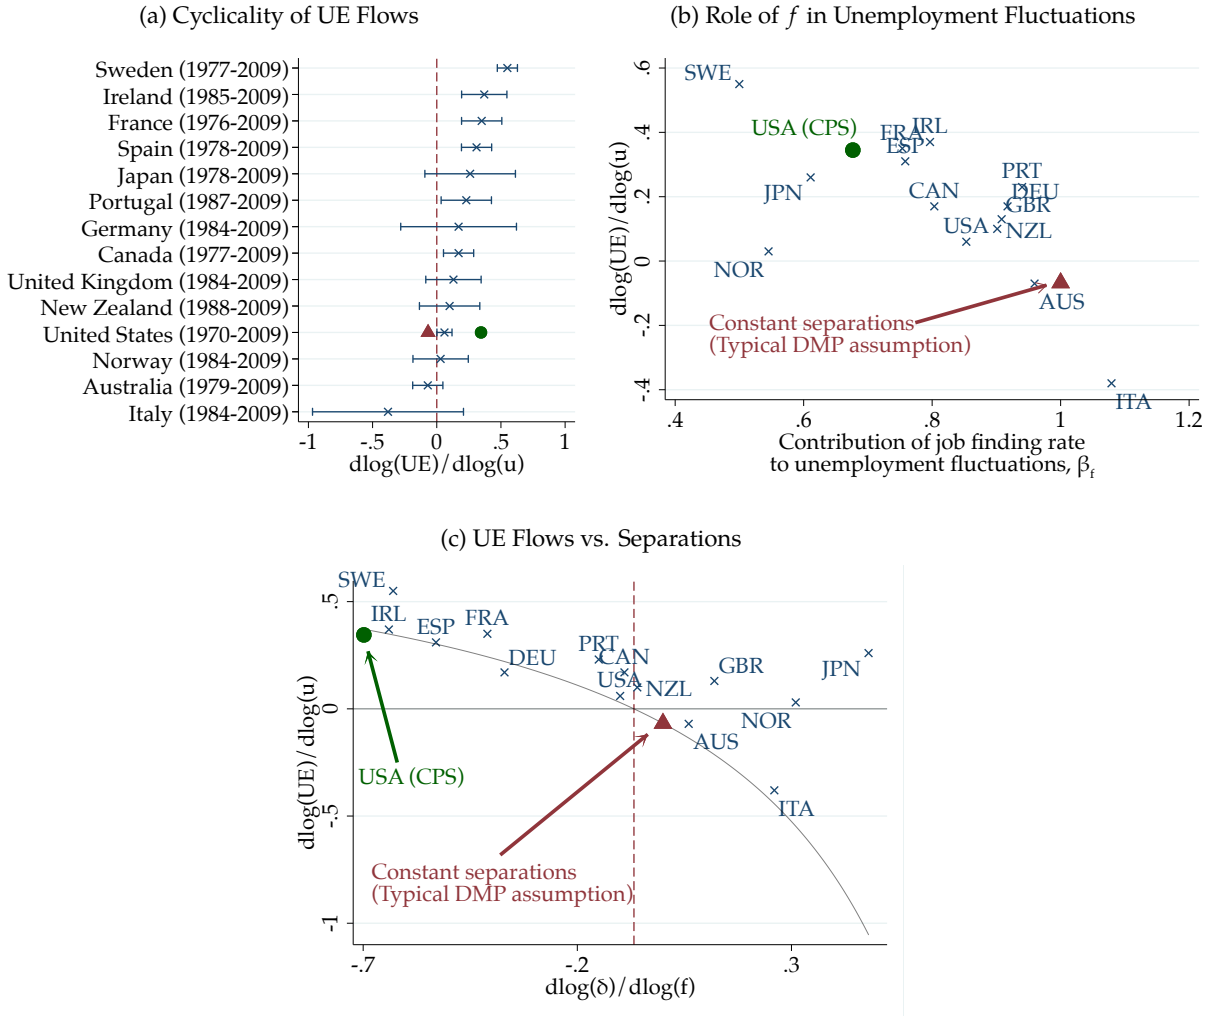 (a) Cyclicality of UE Flows
Sweden (1977-2009)
Ireland (1985-2009)
France (1976-2009)
Spain (1978-2009)
Japan (1978-2009)
Portugal (1987-2009)
Germany (1984-2009)
Canada (1977-2009)
United Kingdom (1984-2009)
New Zealand (1988-2009)
United States (1970-2009)
Norway (1984-2009)
Australia (1979-2009)
Italy (1984-2009)
-1 -.5 0 .5 1
dlog(UE)/dlog(u)
(b) Role of f in Unemployment Fluctuations
dlog(UE)/dlog(u)
.6
.4
.2
0
-.2
-.4
SWE
USA (CPS)
IRL
FRA
ESP
PRT
JPN
CAN
DEU
GBR
USA
NZL
NOR
AUS
Constant separations
(Typical DMP assumption)
ITA
.4 .6 .8 1 1.2
Contribution of job finding rate
to unemployment fluctuations, βf
(c) UE Flows vs. Separations
dlog(UE)/dlog(u)
.5
0
-.5
-1
SWE
IRL
ESP
FRA
DEU
PRT
CAN
USA
NZL
GBR
JPN
NOR
AUS
USA (CPS)
ITA
Constant separations
(Typical DMP assumption)
-.7 -.2 .3
dlog(δ)/dlog(f)